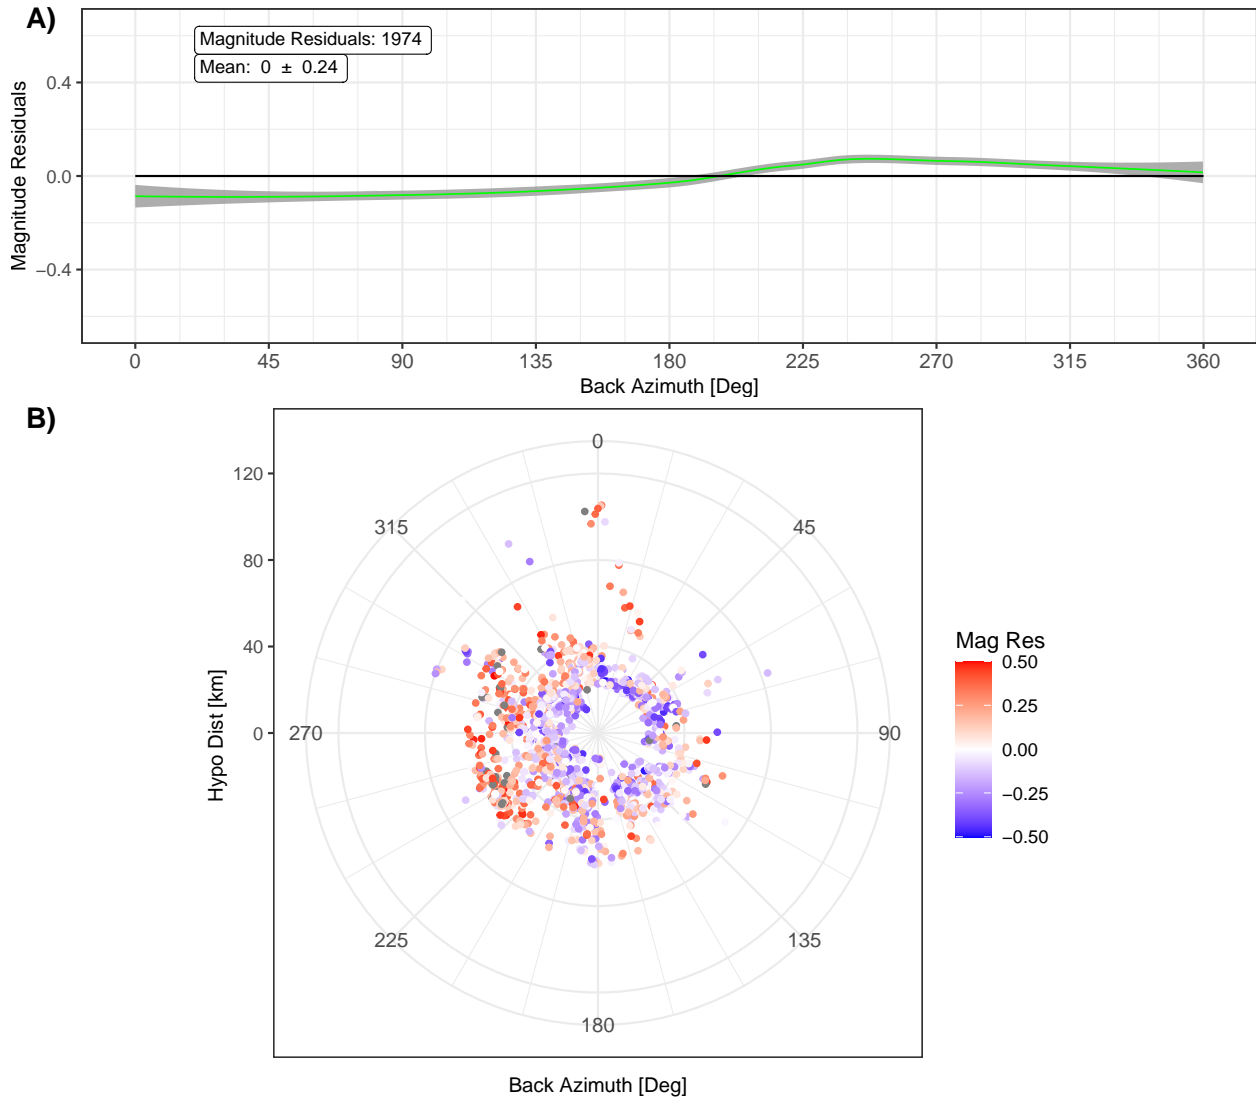 A)
Magnitude Residuals: 1974
Mean:  0  ±  0.24
Magnitude Residuals
0.4
0.0
−0.4
0 45 90 135 180 225 270 315 360
Back Azimuth [Deg]
B)
Hypo Dist [km]
120
80
40
0
0
45
90
135
180
225
270
315
Back Azimuth [Deg]
Mag Res
0.50
0.25
0.00
−0.25
−0.50